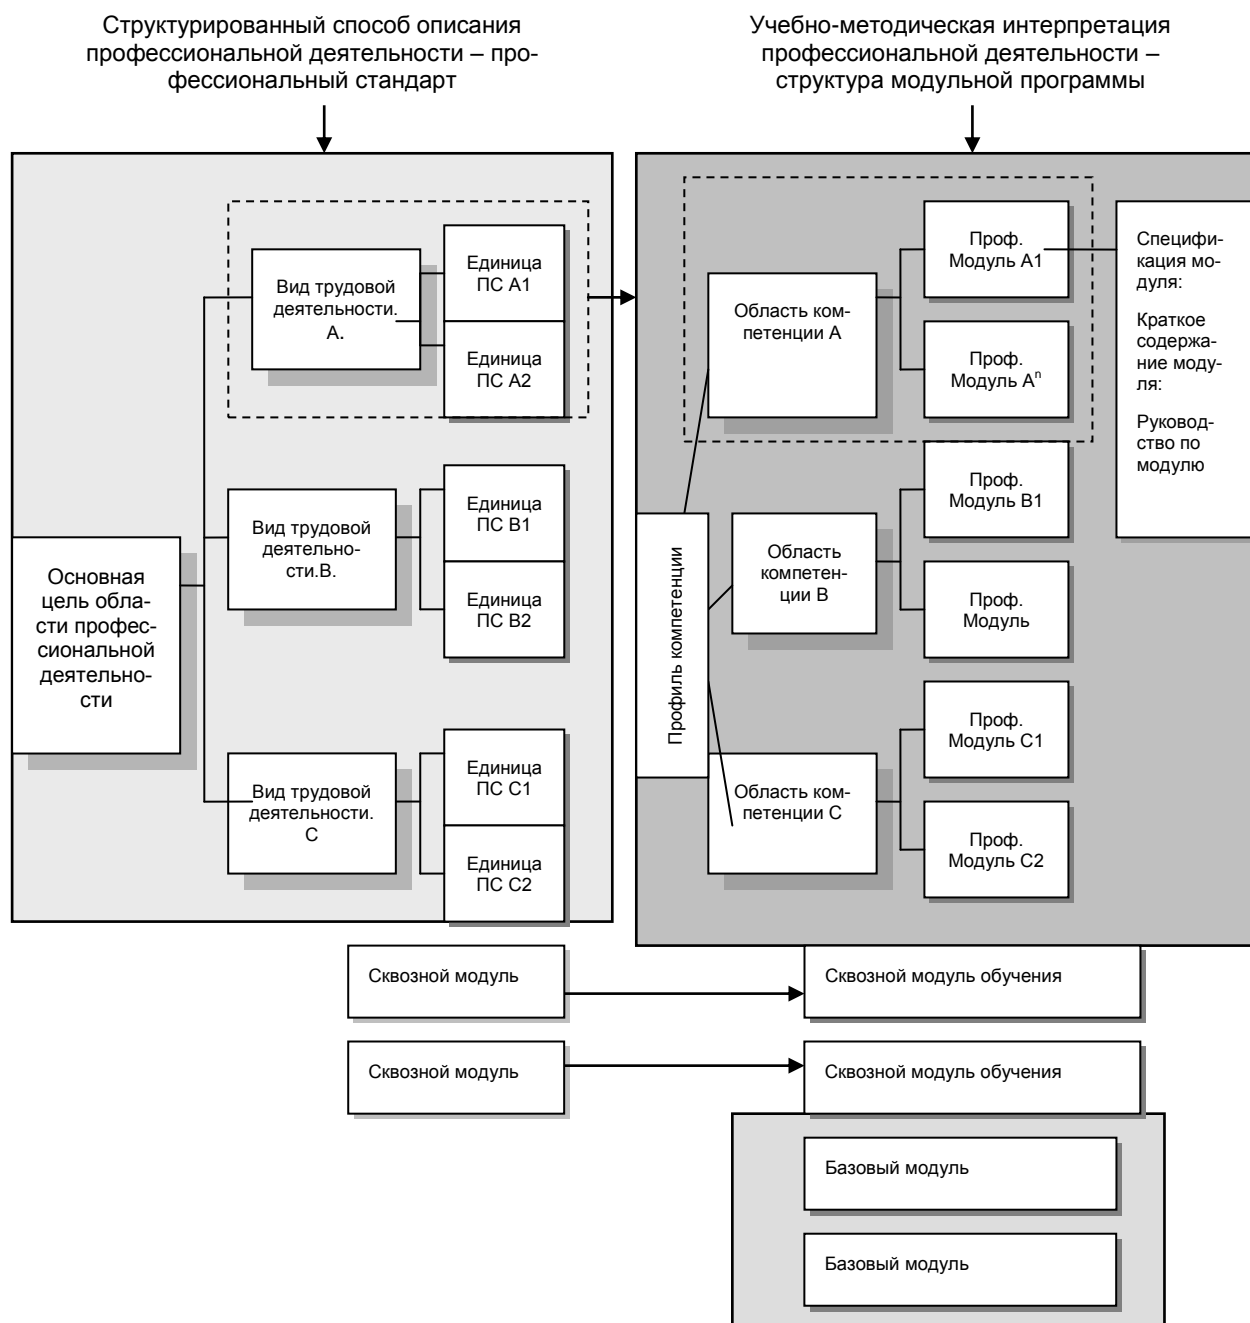 Структурированный способ описания
профессиональной деятельности – про-
фессиональный стандарт
Учебно-методическая интерпретация
профессиональной деятельности –
структура модульной программы
Основная
цель обла-
сти профес-
сиональной
деятельно-
сти
Вид трудовой
деятельности.
А.
Единица
ПС А1
Единица
ПС А2
Вид трудовой
деятельно-
сти.В.
Единица
ПС В1
Единица
ПС В2
Вид трудовой
деятельности.
С
Единица
ПС С1
Единица
ПС С2
Профиль компетенции
Область ком-
петенции А
Проф.
Модуль А1
Проф.
Модуль Аⁿ
Специфи-
кация мо-
дуля:
Краткое
содержа-
ние моду-
ля:
Руковод-
ство по
модулю
Область
компетен-
ции В
Проф.
Модуль В1
Проф.
Модуль
Область ком-
петенции С
Проф.
Модуль С1
Проф.
Модуль С2
Сквозной модуль
Сквозной модуль обучения
Сквозной модуль
Сквозной модуль обучения
Базовый модуль
Базовый модуль